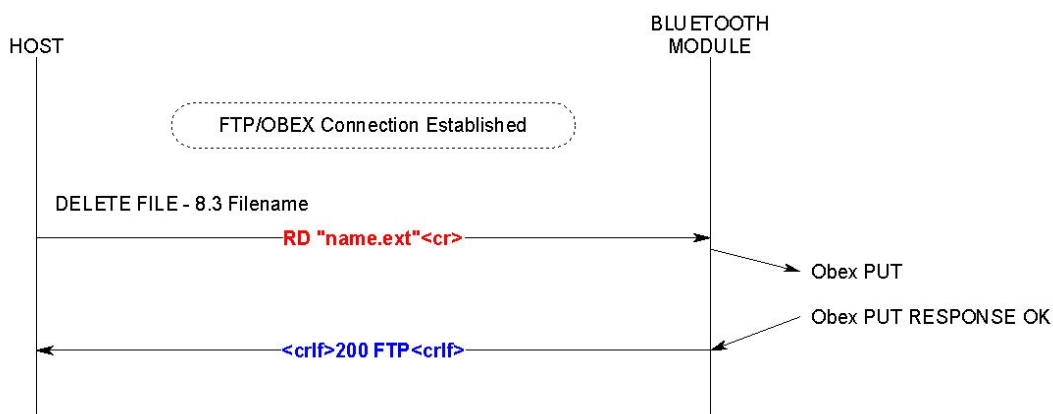 HOST
BLUETOOTH
MODULE
FTP/OBEX Connection Established
DELETE FILE - 8.3 Filename
RD "name.ext"<cr>
Obex PUT
Obex PUT RESPONSE OK
<crlf>200 FTP<crlf>